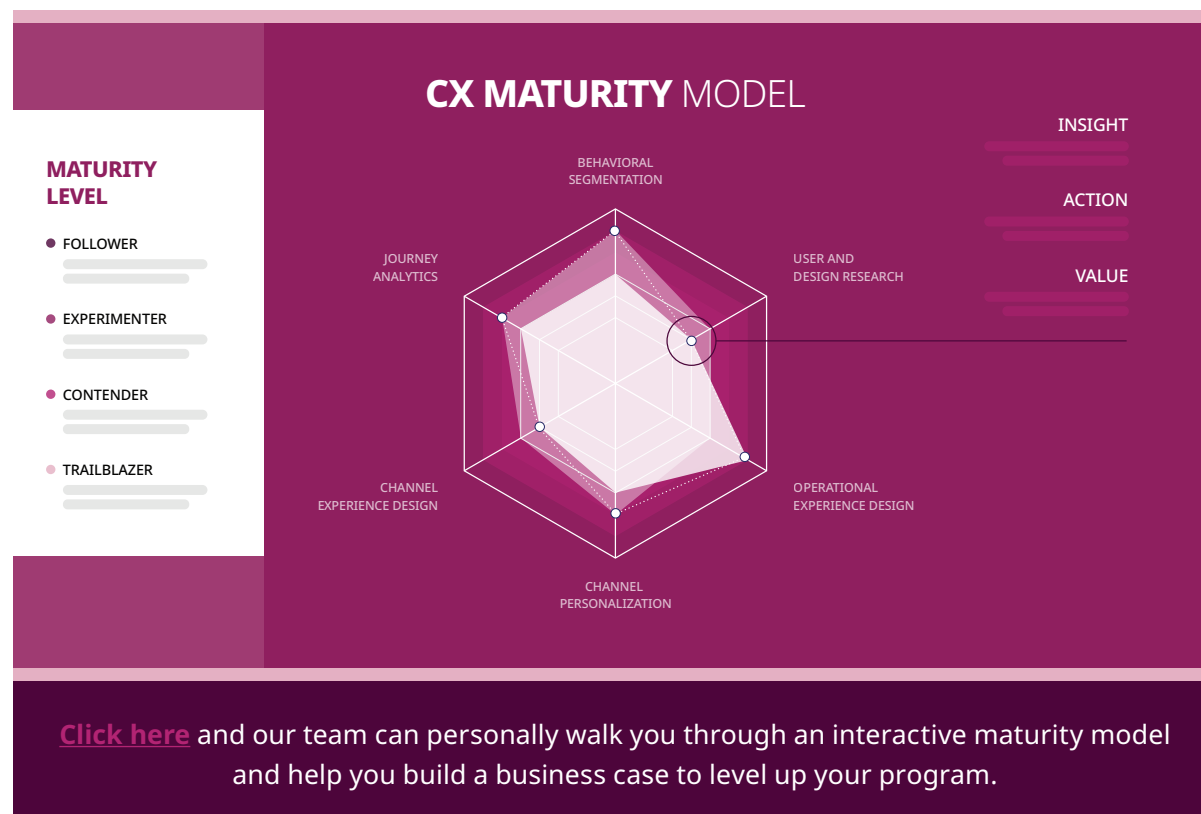 CX MATURITY MODEL
MATURITY
LEVEL
FOLLOWER
EXPERIMENTER
CONTENDER
TRAILBLAZER
BEHAVIORAL
SEGMENTATION
JOURNEY
ANALYTICS
USER AND
DESIGN RESEARCH
CHANNEL
EXPERIENCE DESIGN
OPERATIONAL
EXPERIENCE DESIGN
CHANNEL
PERSONALIZATION
INSIGHT
ACTION
VALUE
Click here and our team can personally walk you through an interactive maturity model
and help you build a business case to level up your program.